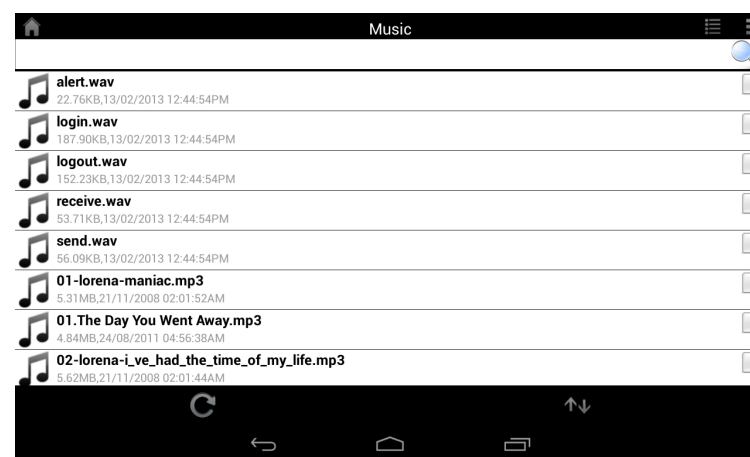 Music
alert.wav
22.76KB,13/02/2013 12:44:54PM
login.wav
187.90KB,13/02/2013 12:44:54PM
logout.wav
152.23KB,13/02/2013 12:44:54PM
receive.wav
53.71KB,13/02/2013 12:44:54PM
send.wav
56.09KB,13/02/2013 12:44:54PM
01-lorena-maniac.mp3
5.31MB,21/11/2008 02:01:52AM
01.The Day You Went Away.mp3
4.84MB,24/08/2011 04:56:38AM
02-lorena-i_ve_had_the_time_of_my_life.mp3
5.62MB,21/11/2008 02:01:44AM